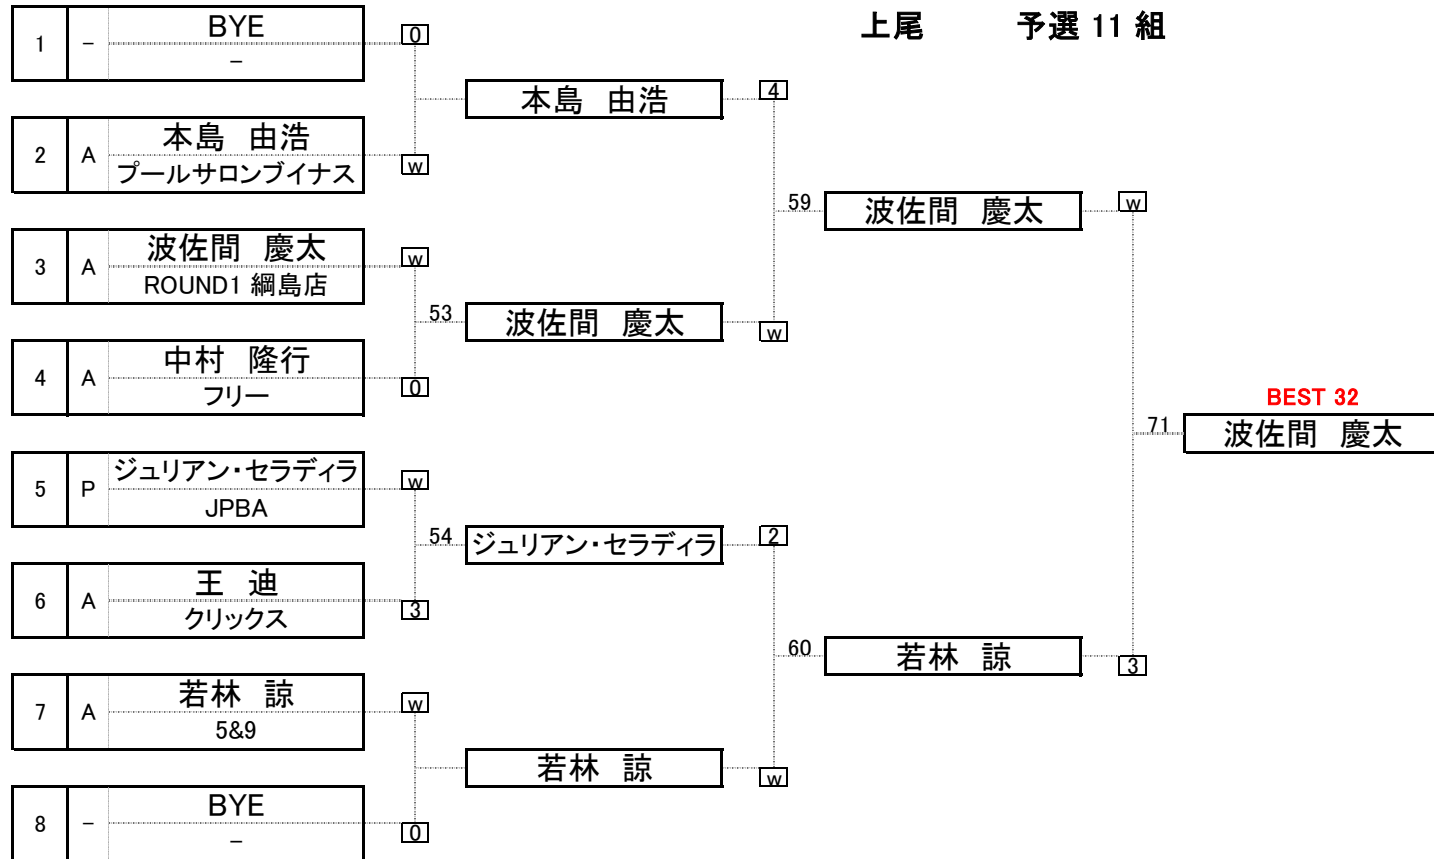 上尾 予選 11 組
1 - BYE 0
-
2 A 本島 由浩 w
プールサロンブイナス
3 A 波佐間 慶太 w
ROUND1 綱島店
4 A 中村 隆行 0
フリー
5 P ジュリアン・セラディラ w
JPBA
6 A 王 迪 3
クリックス
7 A 若林 諒 w
5&9
8 - BYE 0
-
本島 由浩 4
53 波佐間 慶太 w
54 ジュリアン・セラディラ 2
若林 諒 w
59 波佐間 慶太 w
60 若林 諒 3
BEST 32
71 波佐間 慶太